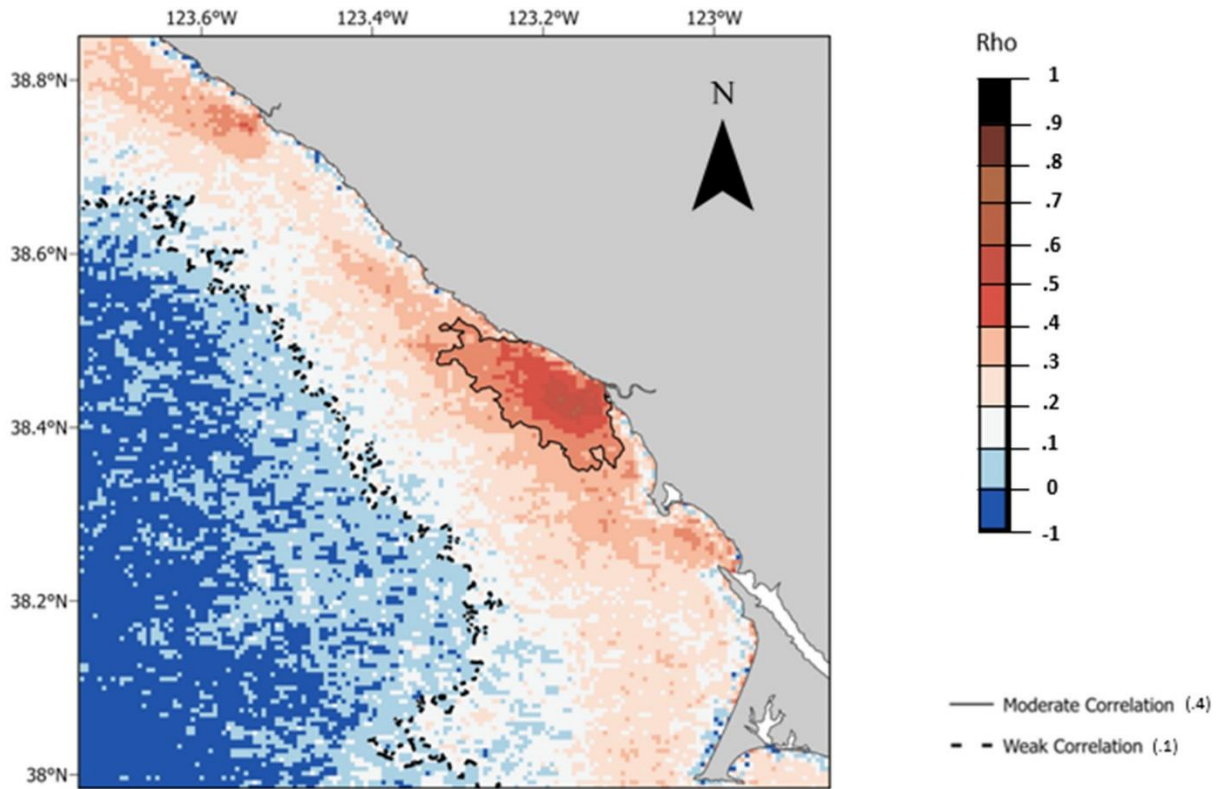 123.6°W 123.4°W 123.2°W 123°W
38.8°N
38.6°N
38.4°N
38.2°N
38°N
N
Rho
1
.9
.8
.7
.6
.5
.4
.3
.2
.1
0
-1
Moderate Correlation (.4)
Weak Correlation (.1)